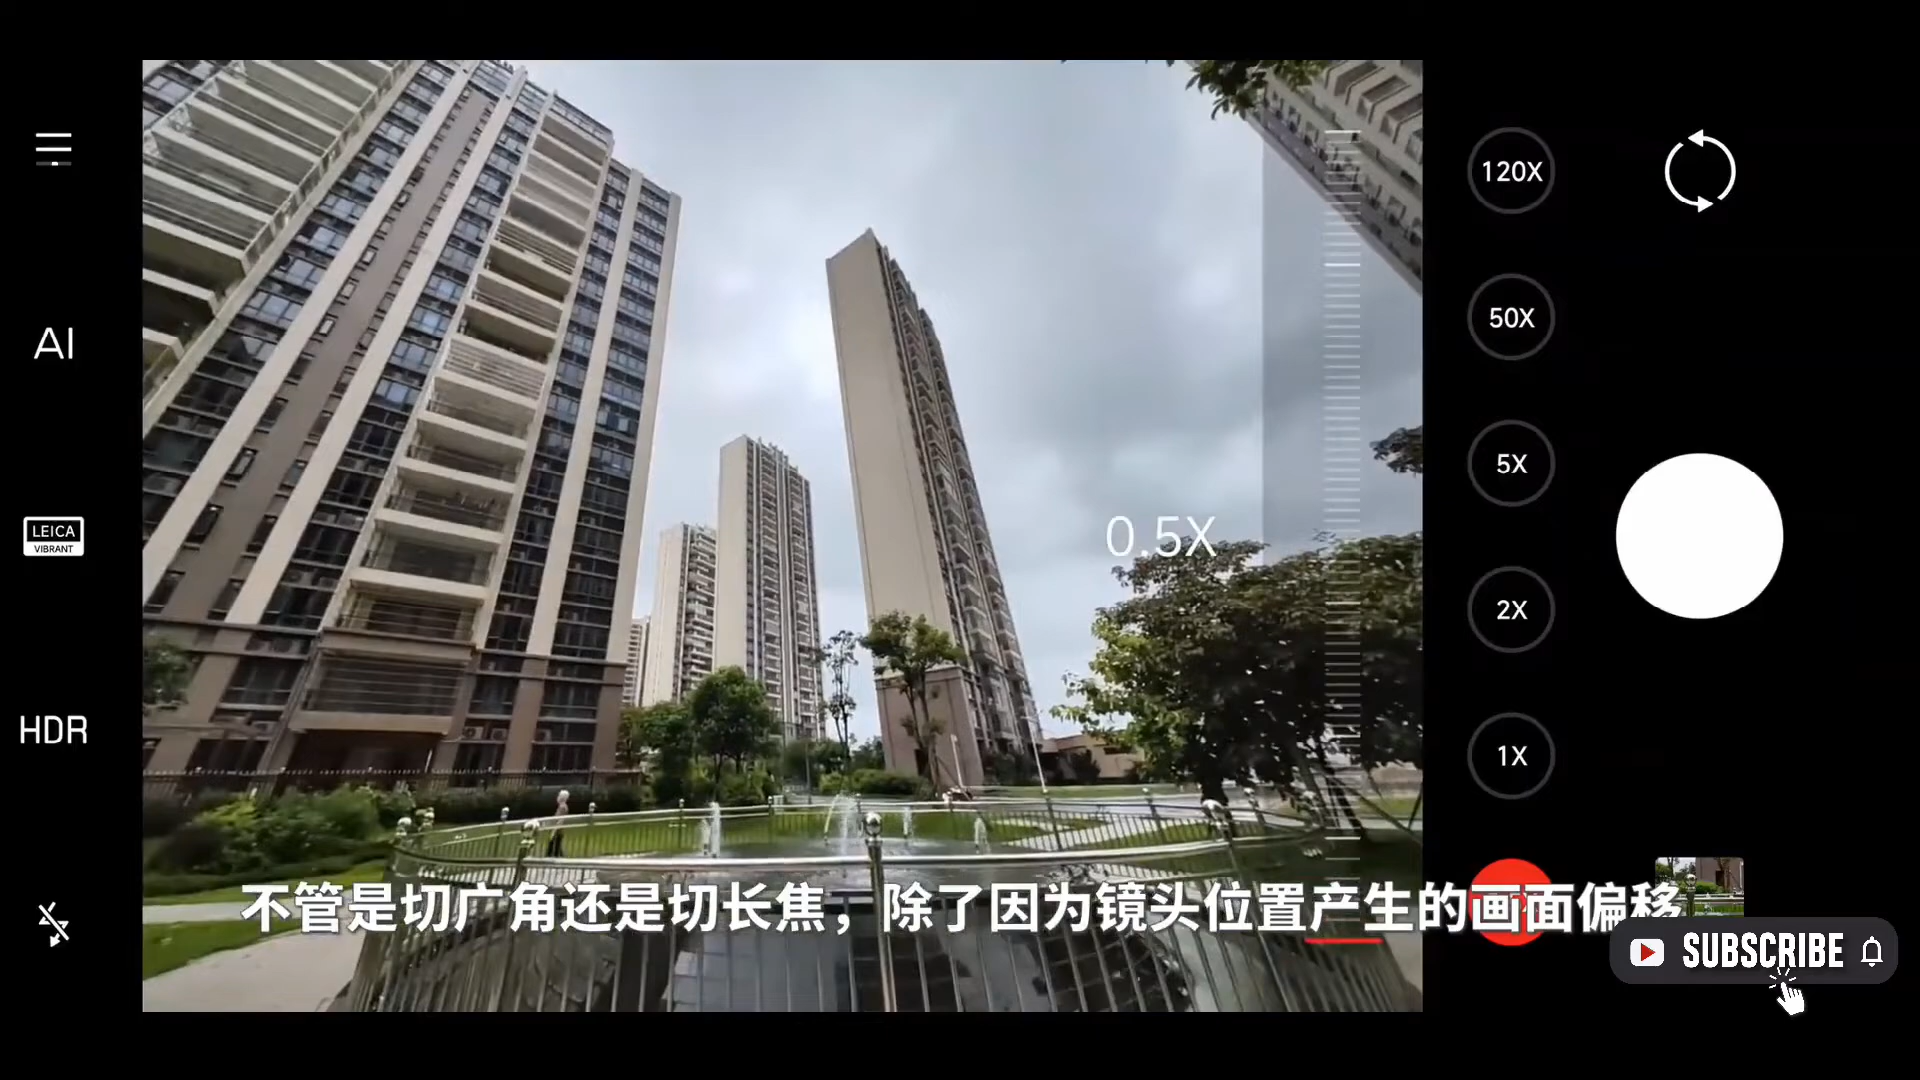 120X
50X
AI
5X
LEICA
VIBRANT
0.5X
2X
HDR
1X
不管是切广角还是切长焦，除了因为镜头位置产生的画面偏移
SUBSCRIBE